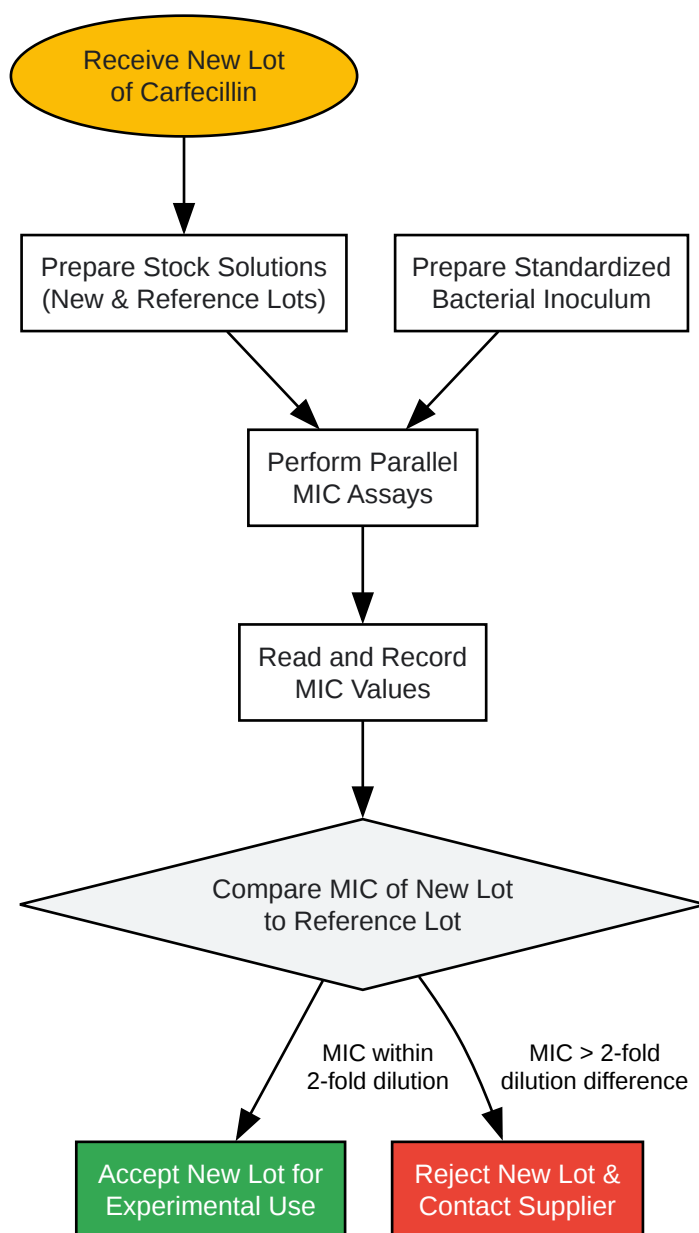 Receive New Lot
of Carfecillin
Prepare Stock Solutions
(New & Reference Lots)
Prepare Standardized
Bacterial Inoculum
Perform Parallel
MIC Assays
Read and Record
MIC Values
Compare MIC of New Lot
to Reference Lot
MIC within
2-fold dilution
MIC > 2-fold
dilution difference
Accept New Lot for
Experimental Use
Reject New Lot &
Contact Supplier